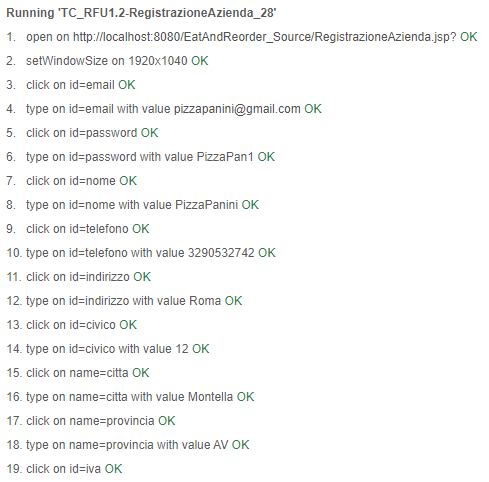 Running 'TC_RFU1.2-RegistrazioneAzienda_28'
1. open on http://localhost:8080/EatAndReorder_Source/RegistrazioneAzienda.jsp? OK
2. setWindowSize on 1920x1040 OK
3. click on id=email OK
4. type on id=email with value pizzapanini@gmail.com OK
5. click on id=password OK
6. type on id=password with value PizzaPan1 OK
7. click on id=nome OK
8. type on id=nome with value PizzaPanini OK
9. click on id=telefono OK
10. type on id=telefono with value 3290532742 OK
11. click on id=indirizzo OK
12. type on id=indirizzo with value Roma OK
13. click on id=civico OK
14. type on id=civico with value 12 OK
15. click on name=citta OK
16. type on name=citta with value Montella OK
17. click on name=provincia OK
18. type on name=provincia with value AV OK
19. click on id=iva OK